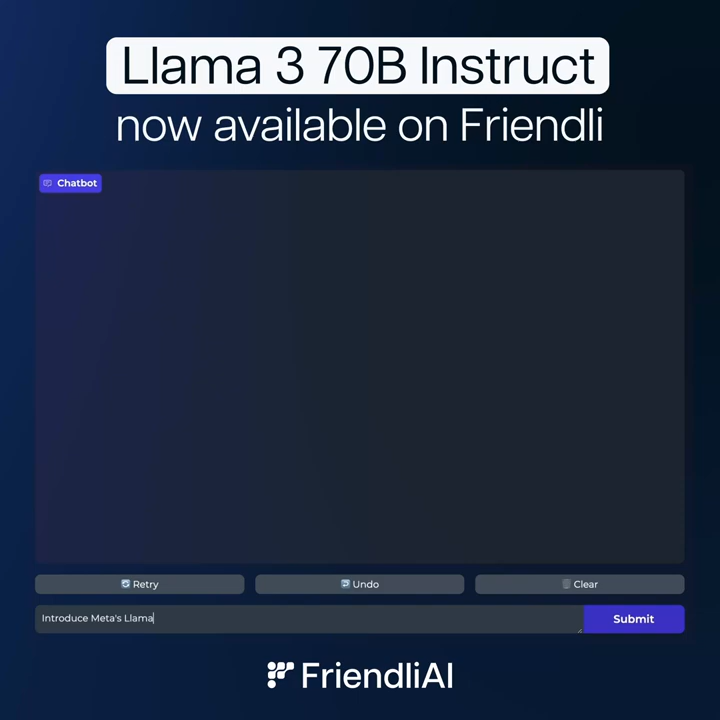 Llama 3 70B Instruct
now available on Friendli
Chatbot
Retry
Undo
Clear
Introduce Meta's Llama
Submit
FriendliAI